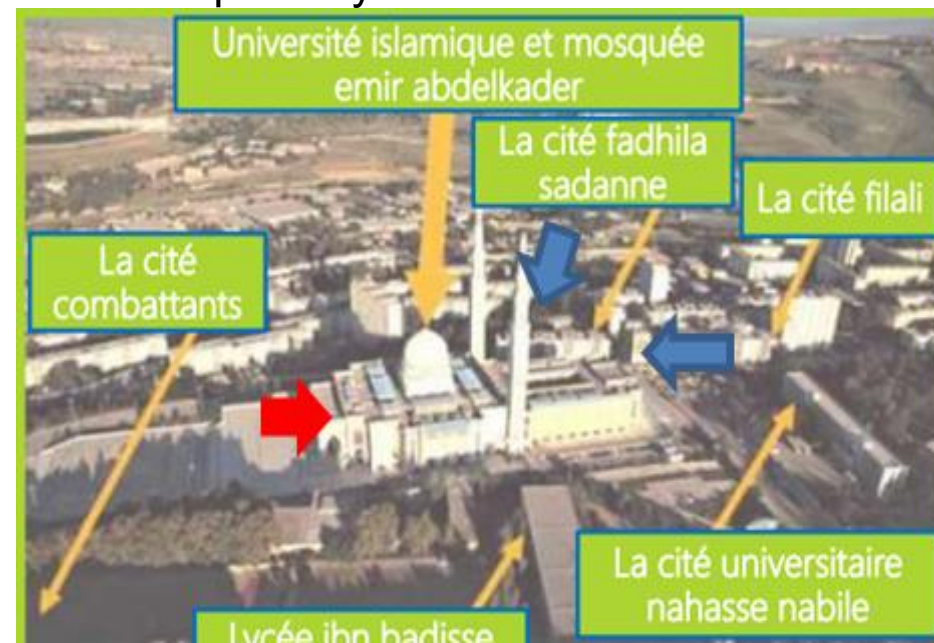 Université islamique et mosquée
emir abdelkader
La cité fadhila
sadanne
La cité filali
La cité
combattants
La cité universitaire
nahasse nabile
Lycée ibn badisse